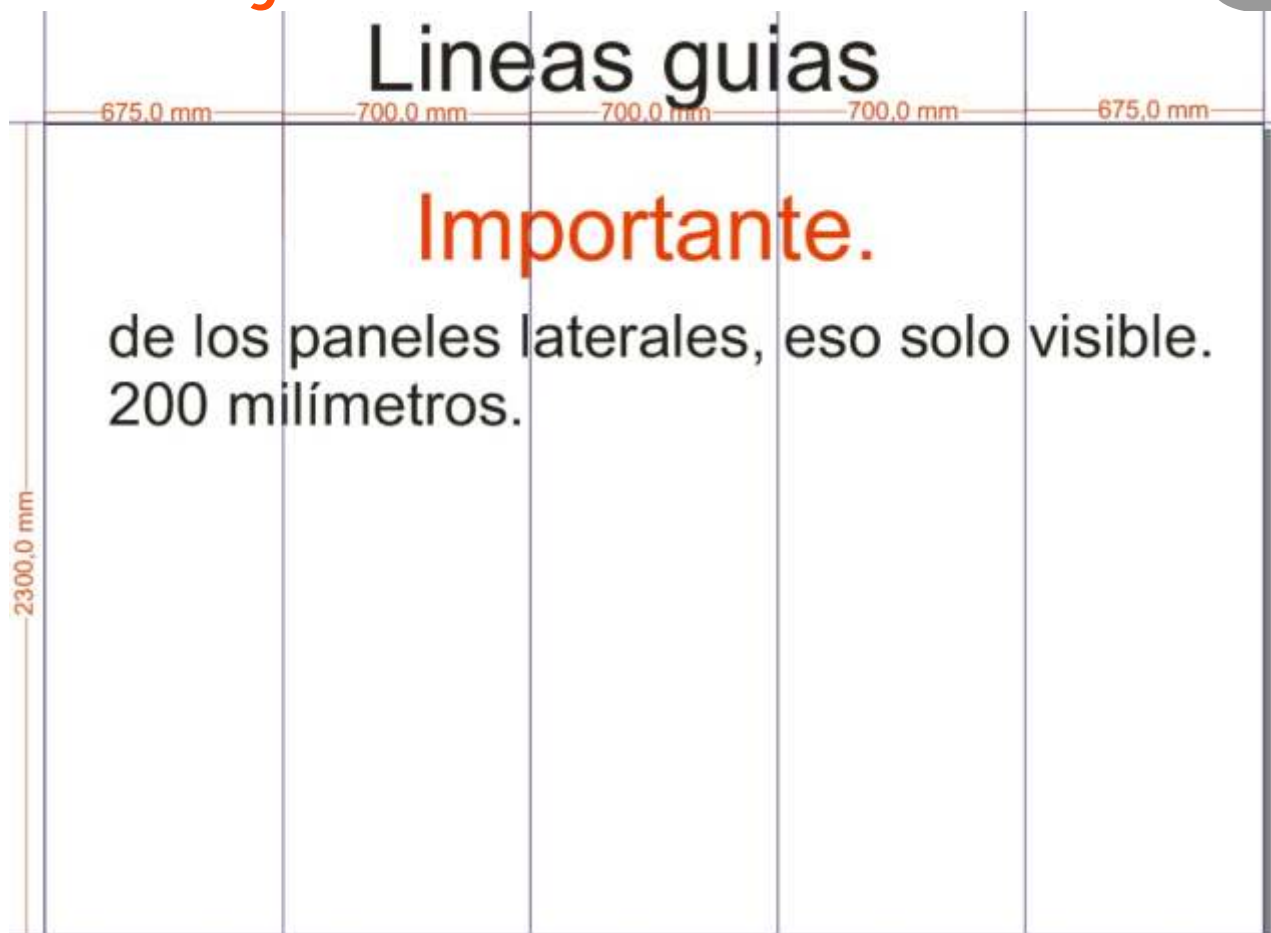 Lineas guias
675,0 mm 700,0 mm 700,0 mm 700,0 mm 675,0 mm
Importante.
de los paneles laterales, eso solo visible.
200 milímetros.
2300,0 mm